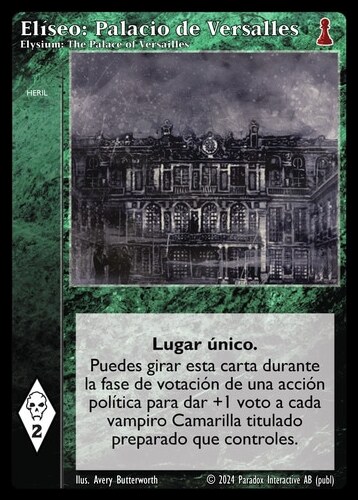 Elíseo: Palacio de Versalles
Elysium: The Palace of Versailles
HERIL
Lugar único.
Puedes girar esta carta durante
la fase de votación de una acción
política para dar +1 voto a cada
vampiro Camarilla titulado
preparado que controles.
2
Ilus. Avery Butterworth
© 2024 Paradox Interactive AB (publ)